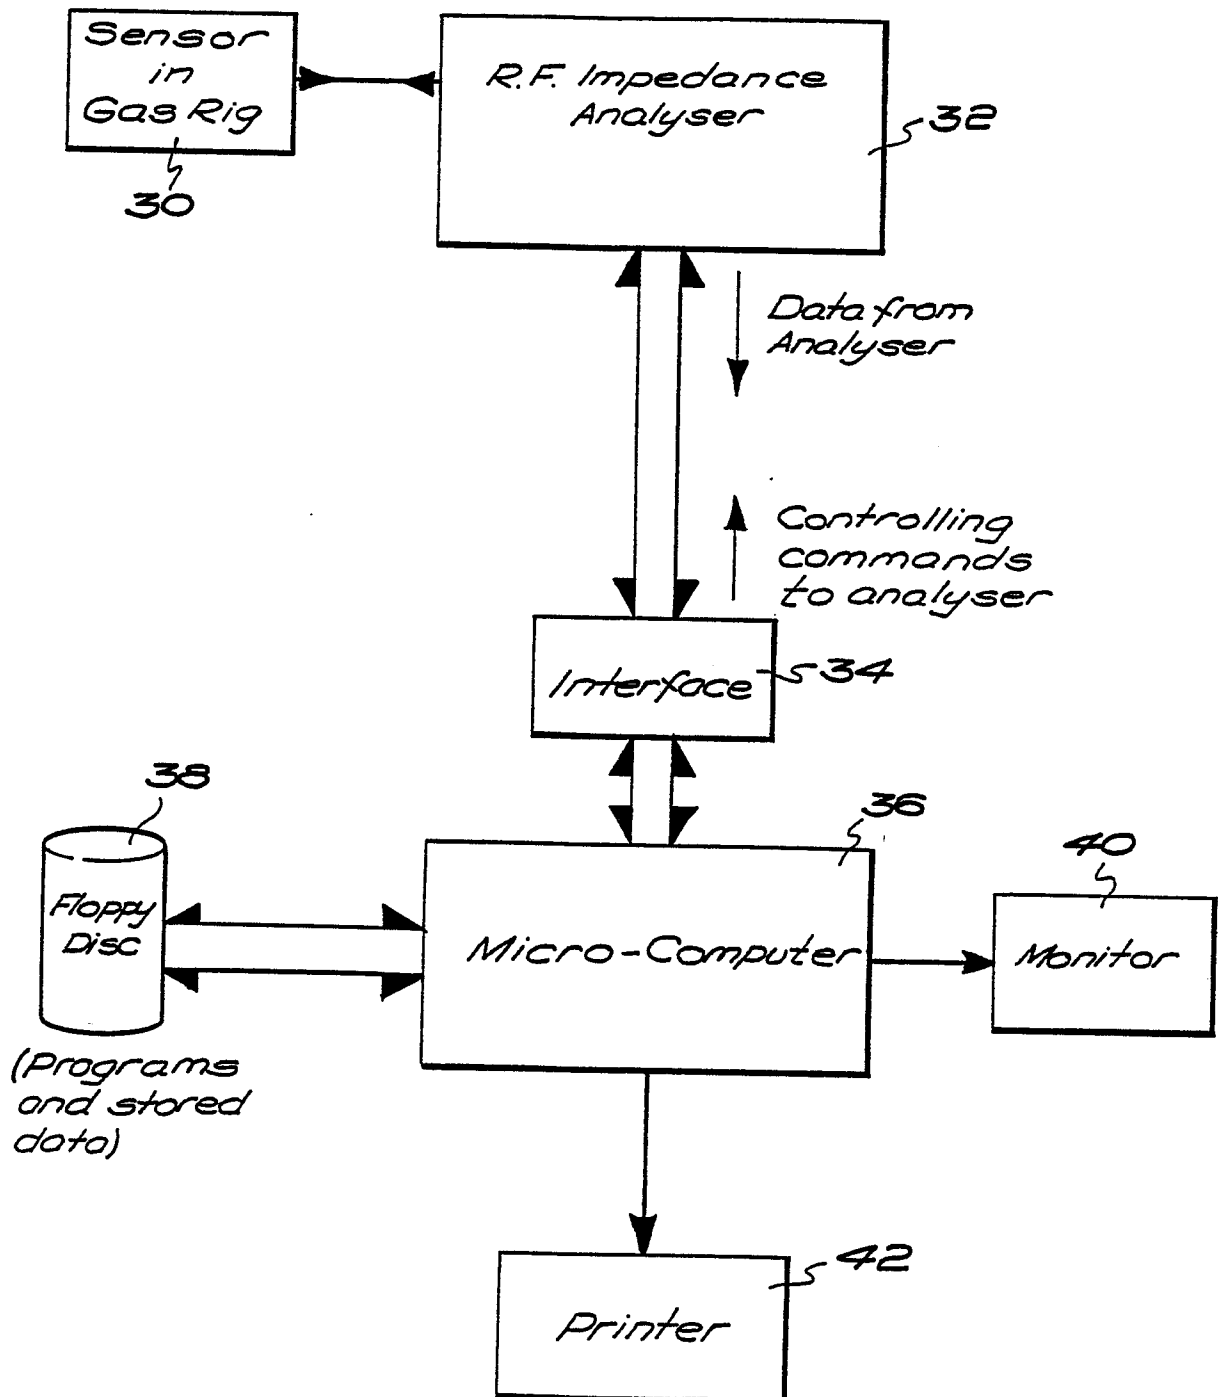 Sensor
in
Gas Rig
30
R.F. Impedance
Analyser
32
Data from
Analyser
Controlling
commands
to analyser
Interface
34
38
Floppy
Disc
(Programs
and stored
data)
36
Micro-Computer
40
Monitor
42
Printer